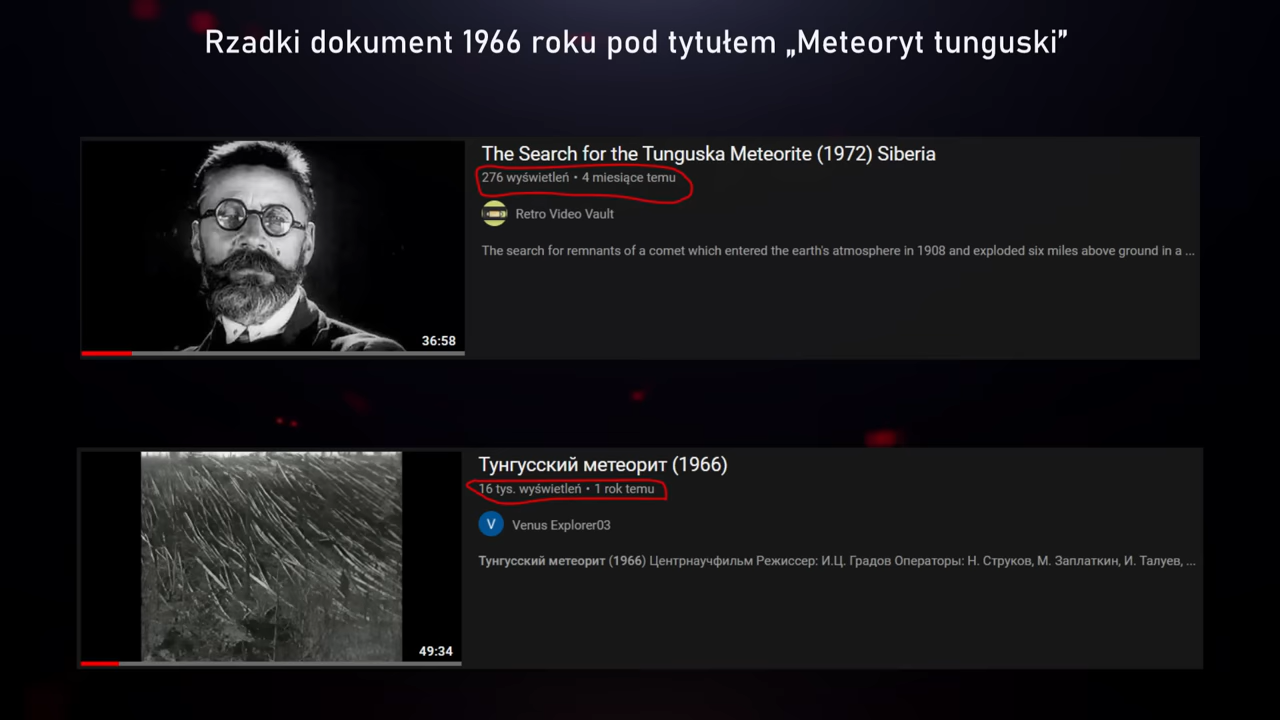 Rzadki dokument 1966 roku pod tytułem „Meteoryt tunguski”
The Search for the Tunguska Meteorite (1972) Siberia
276 wyświetleń • 4 miesiące temu
Retro Video Vault
The search for remnants of a comet which entered the earth's atmosphere in 1908 and exploded six miles above ground in a ...
36:58
Тунгусский метеорит (1966)
16 tys. wyświetleń • 1 rok temu
V Venus Explorer03
Тунгусский метеорит (1966) Центрнаучфильм Режиссер: И.Ц. Градов Операторы: Н. Струков, М. Заплаткин, И. Талуев, ...
49:34